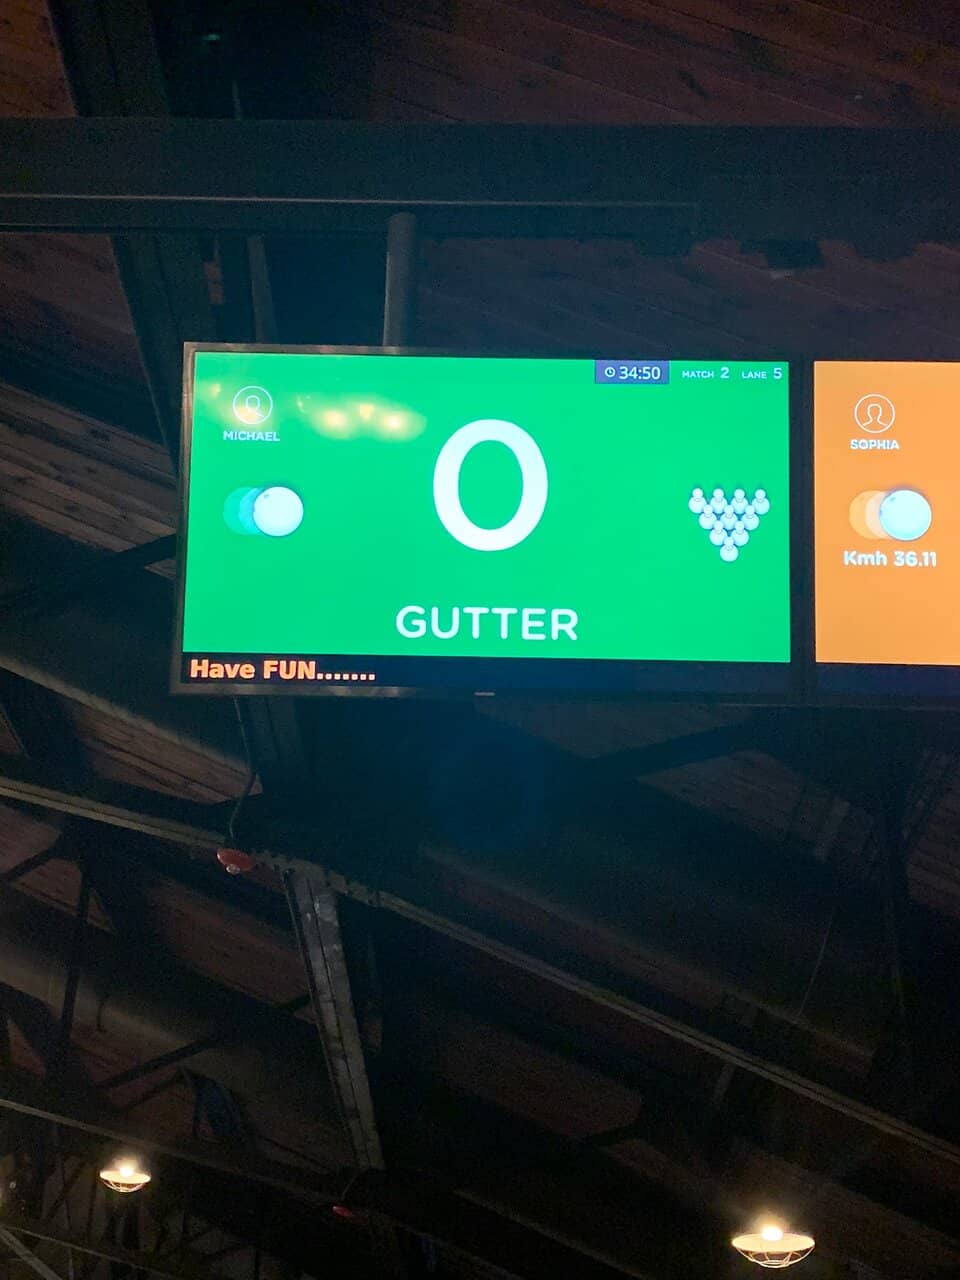 34:50 MATCH 2 LANE 5
MICHAEL
0
GUTTER
Have FUN.......
SOPHIA
Kmh 36.11